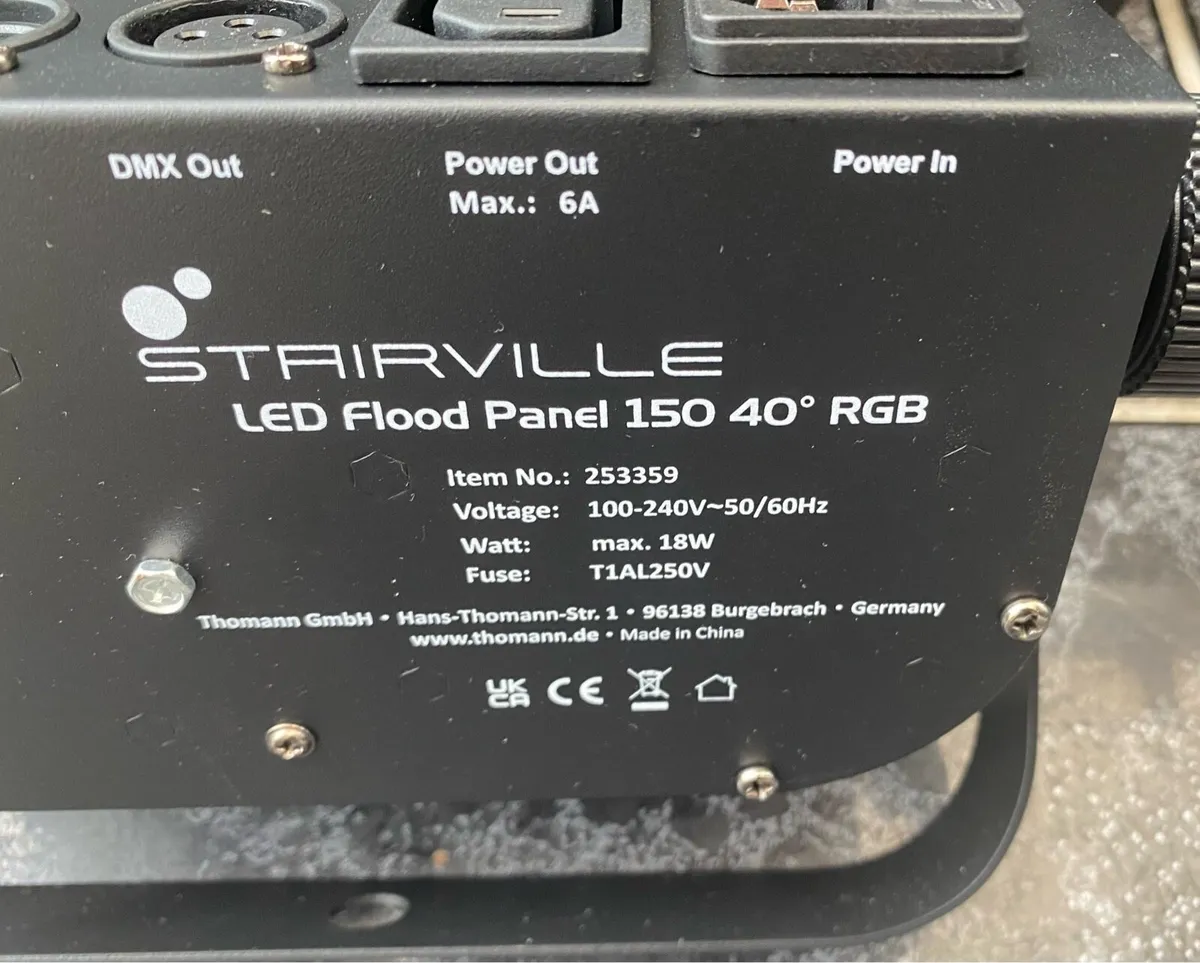 DMX Out
Power Out
Max.: 6A
Power In
STAIRVILLE
LED Flood Panel 150 40° RGB
Item No.: 253359
Voltage: 100-240V~50/60Hz
Watt: max. 18W
Fuse: T1AL250V
Thomann GmbH • Hans-Thomann-Str. 1 • 96138 Burgebrach • Germany
www.thomann.de • Made in China
UK CA CE